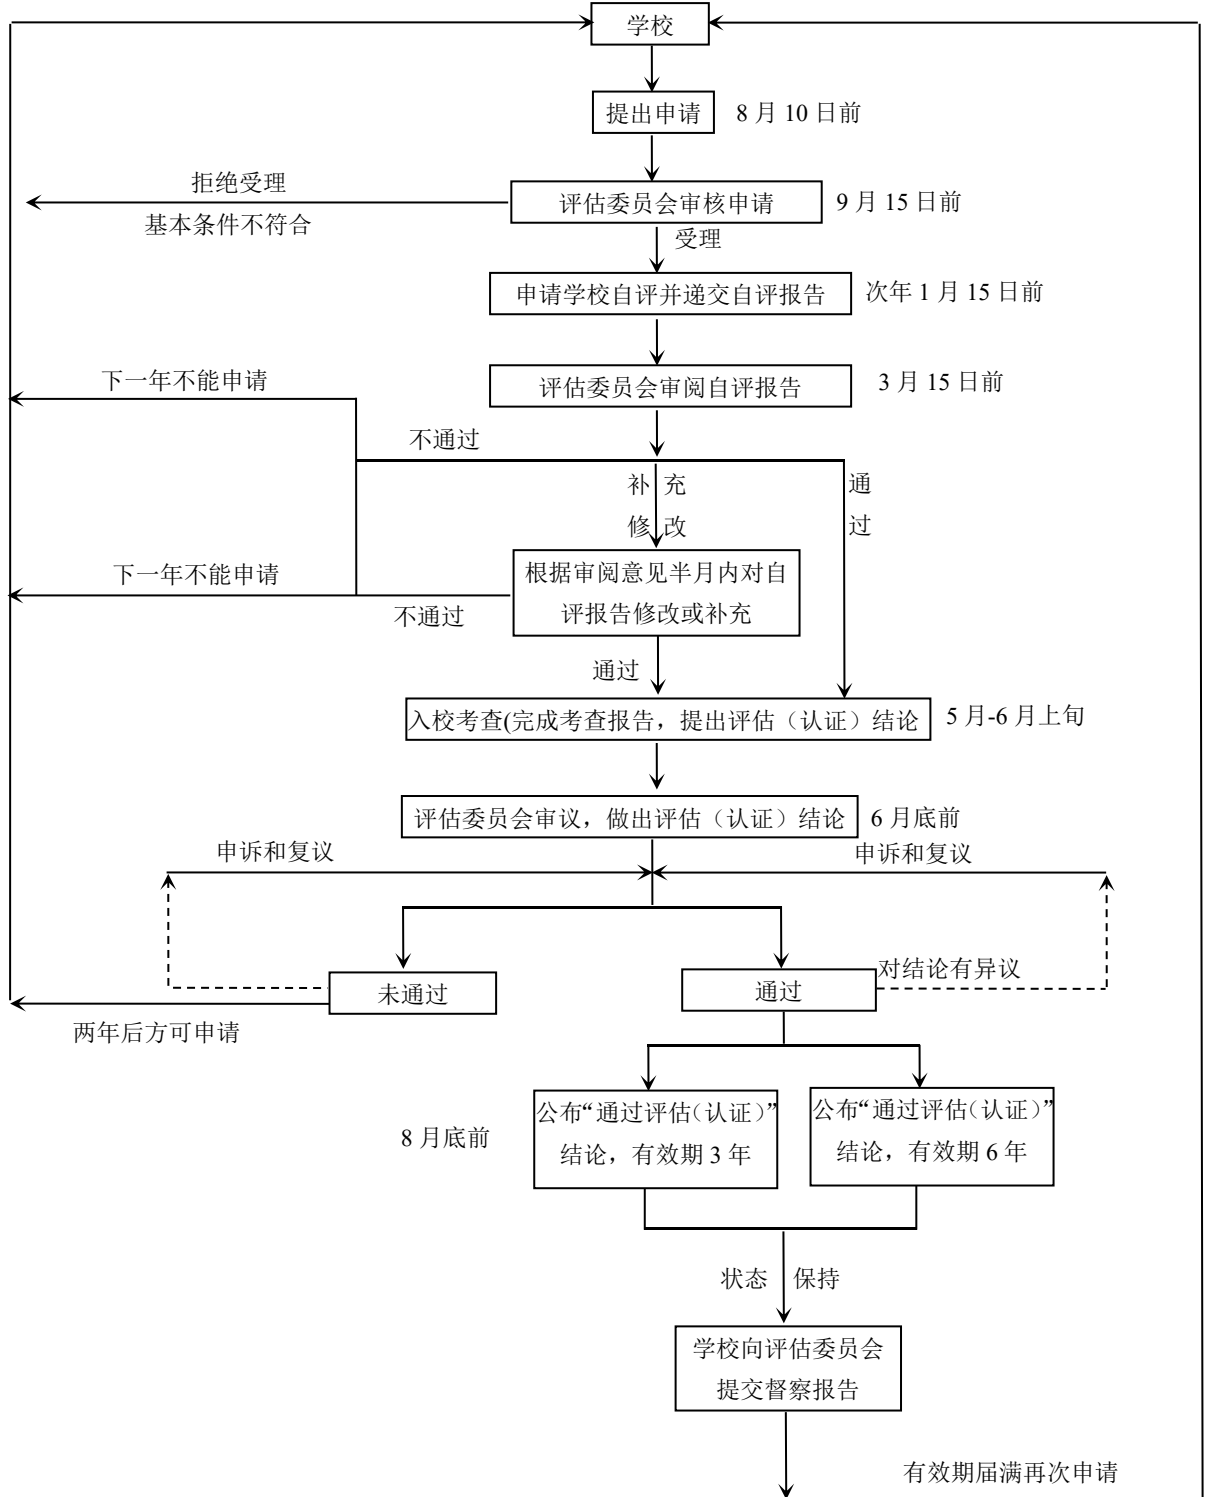 学校
提出申请
8 月 10 日前
拒绝受理
基本条件不符合
评估委员会审核申请
9 月 15 日前
受理
申请学校自评并递交自评报告
次年 1 月 15 日前
下一年不能申请
评估委员会审阅自评报告
3 月 15 日前
不通过
补 充
修 改
通
过
下一年不能申请
不通过
根据审阅意见半月内对自
评报告修改或补充
通过
入校考查(完成考查报告，提出评估（认证）结论
5 月-6 月上旬
评估委员会审议，做出评估（认证）结论
6 月底前
申诉和复议
申诉和复议
未通过
通过
对结论有异议
两年后方可申请
8 月底前
公布“通过评估（认证）”
结论，有效期 3 年
公布“通过评估（认证）”
结论，有效期 6 年
状态 保持
学校向评估委员会
提交督察报告
有效期届满再次申请